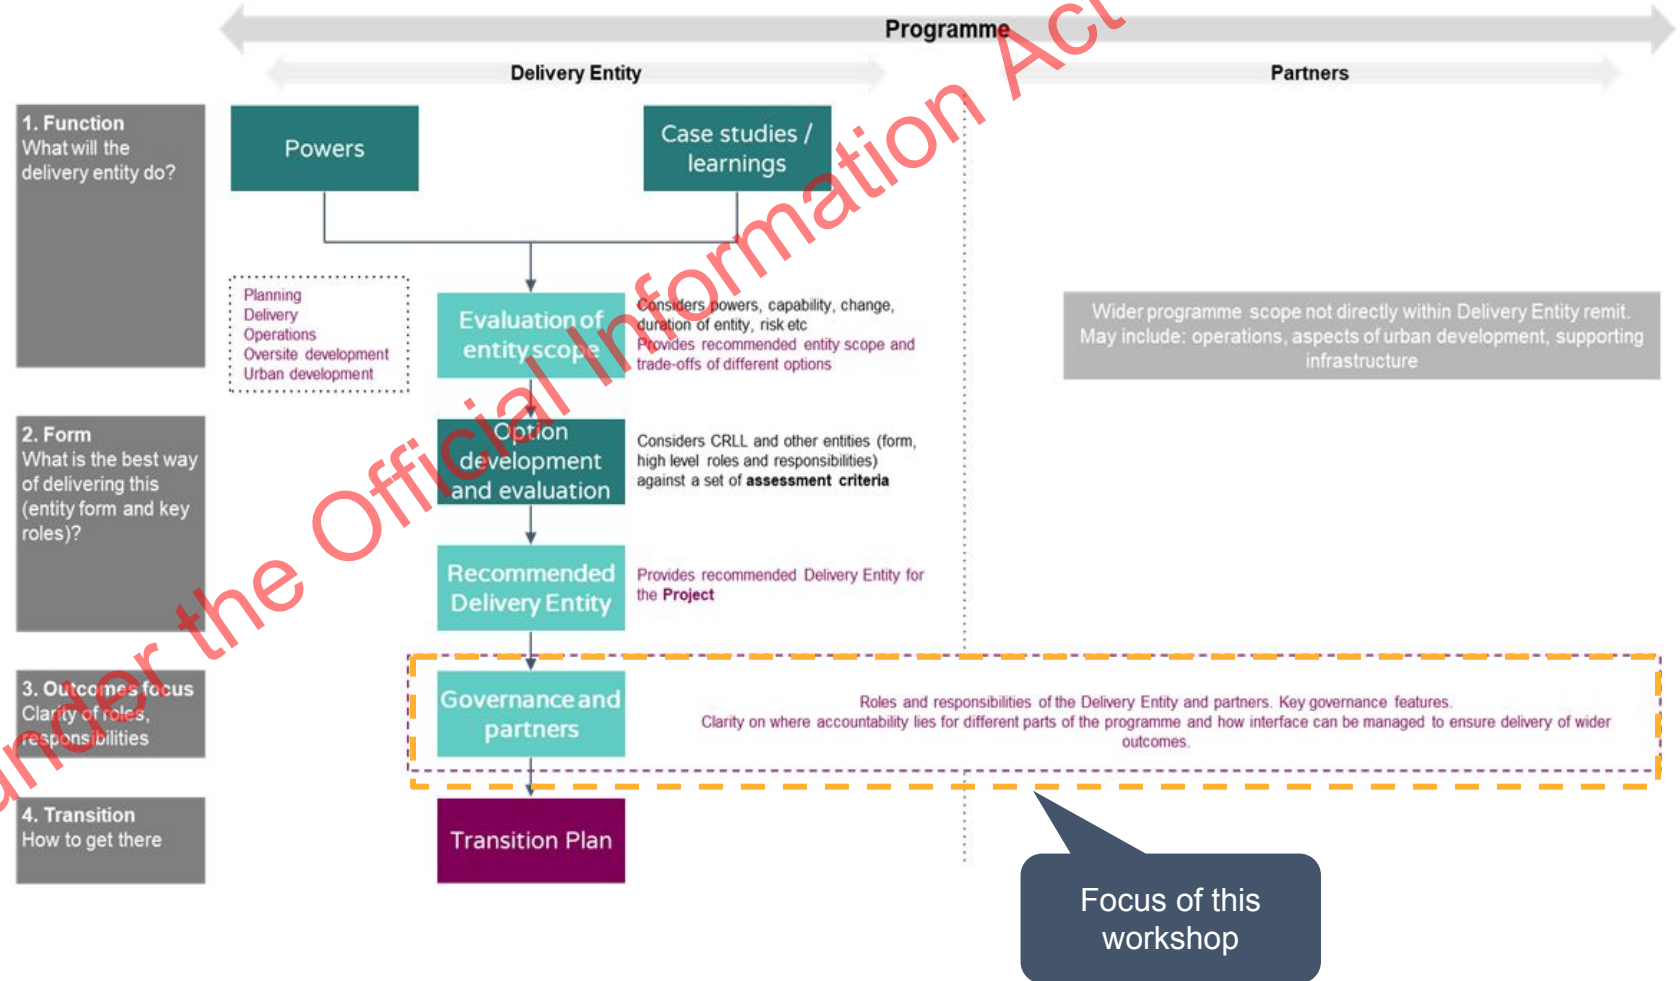 Programme
Delivery Entity
Partners
1. Function
What will the
delivery entity do?
Powers
Case studies /
learnings
Planning
Delivery
Operations
Oversite development
Urban development
Evaluation of
entity scope
Considers powers, capability, change,
duration of entity, risk etc
Provides recommended entity scope and
trade-offs of different options
Wider programme scope not directly within Delivery Entity remit.
May include: operations, aspects of urban development, supporting
infrastructure
2. Form
What is the best way
of delivering this
(entity form and key
roles)?
Option
development
and evaluation
Considers CRLL and other entities (form,
high level roles and responsibilities)
against a set of assessment criteria
Recommended
Delivery Entity
Provides recommended Delivery Entity for
the Project
3. Outcomes focus
Clarity of roles,
responsibilities
Governance and
partners
Roles and responsibilities of the Delivery Entity and partners. Key governance features.
Clarity on where accountability lies for different parts of the programme and how interface can be managed to ensure delivery of wider
outcomes.
4. Transition
How to get there
Transition Plan
Focus of this
workshop
under the Official Information Act